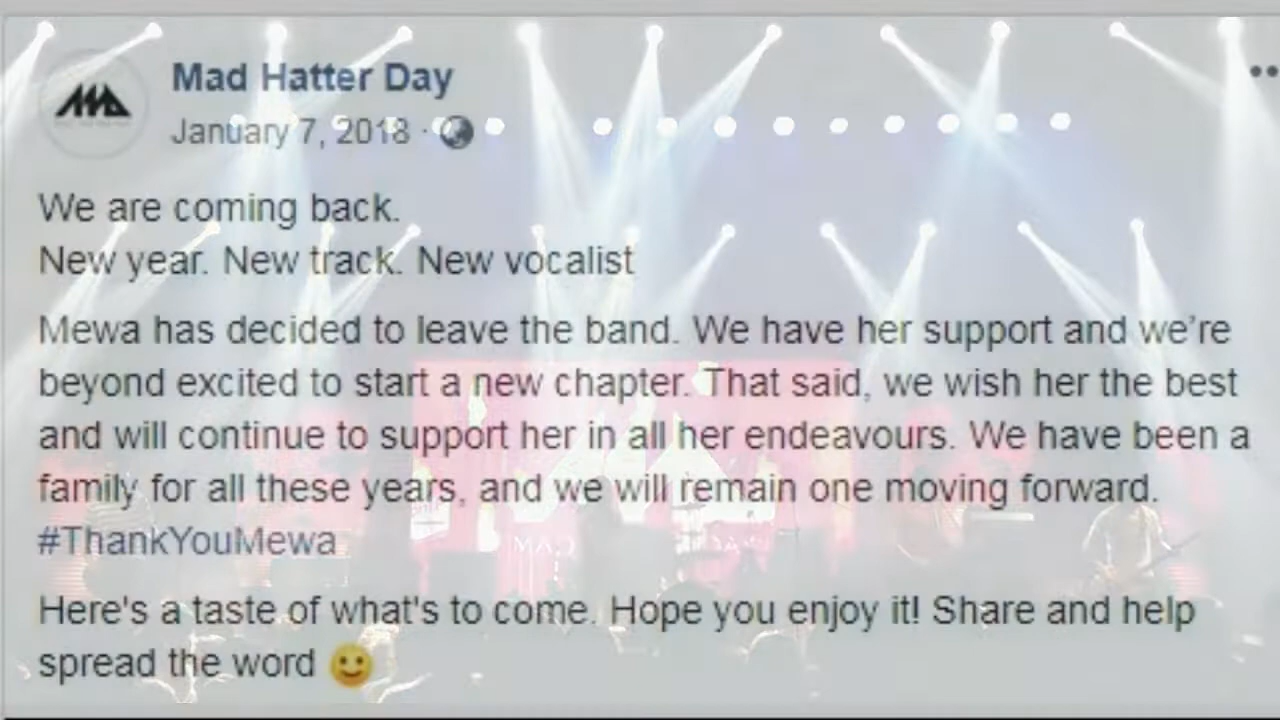 Mad Hatter Day
January 7, 2018 ·
We are coming back.
New year. New track. New vocalist
Mewa has decided to leave the band. We have her support and we’re
beyond excited to start a new chapter. That said, we wish her the best
and will continue to support her in all her endeavours. We have been a
family for all these years, and we will remain one moving forward.
#ThankYouMewa
Here's a taste of what's to come. Hope you enjoy it! Share and help
spread the word 🙂